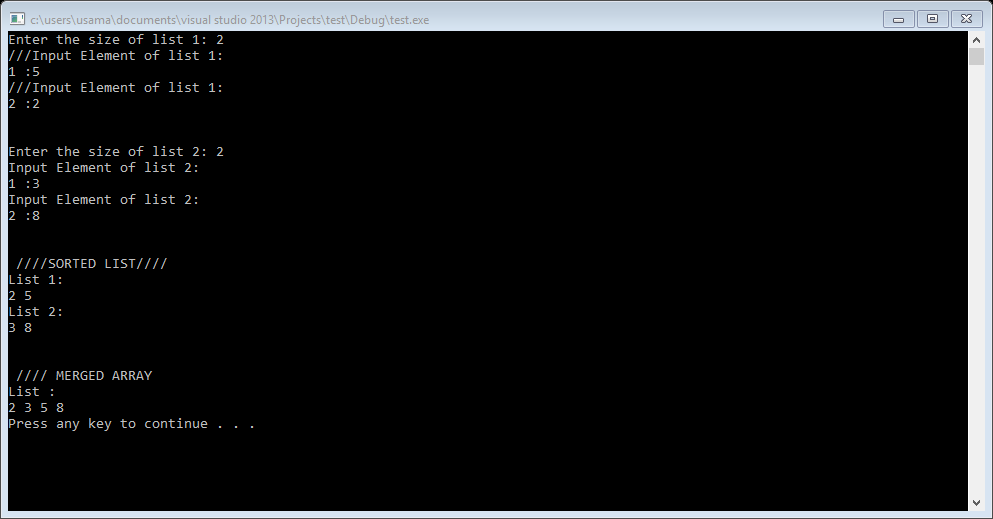 c:\users\usama\documents\visual studio 2013\Projects\test\Debug\test.exe
Enter the size of list 1: 2
///Input Element of list 1:
1 :5
///Input Element of list 1:
2 :2
Enter the size of list 2: 2
Input Element of list 2:
1 :3
Input Element of list 2:
2 :8
////SORTED LIST////
List 1:
2 5
List 2:
3 8
//// MERGED ARRAY
List :
2 3 5 8
Press any key to continue . . .